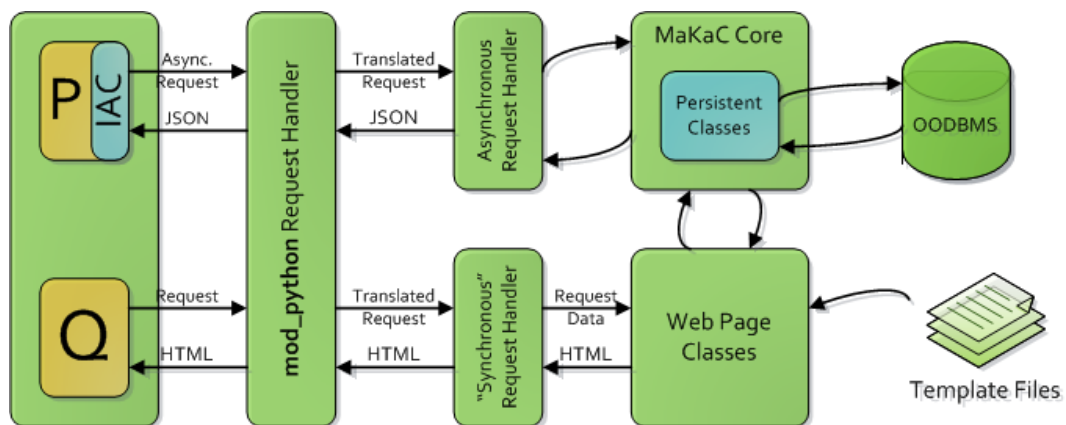 P
IAC
Async.
Request
JSON
Q
Request
HTML
mod_python Request Handler
Translated
Request
JSON
Translated
Request
HTML
Asynchronous
Request Handler
"Synchronous"
Request Handler
Request
Data
HTML
MaKaC Core
Persistent
Classes
Web Page
Classes
OODBMS
Template Files